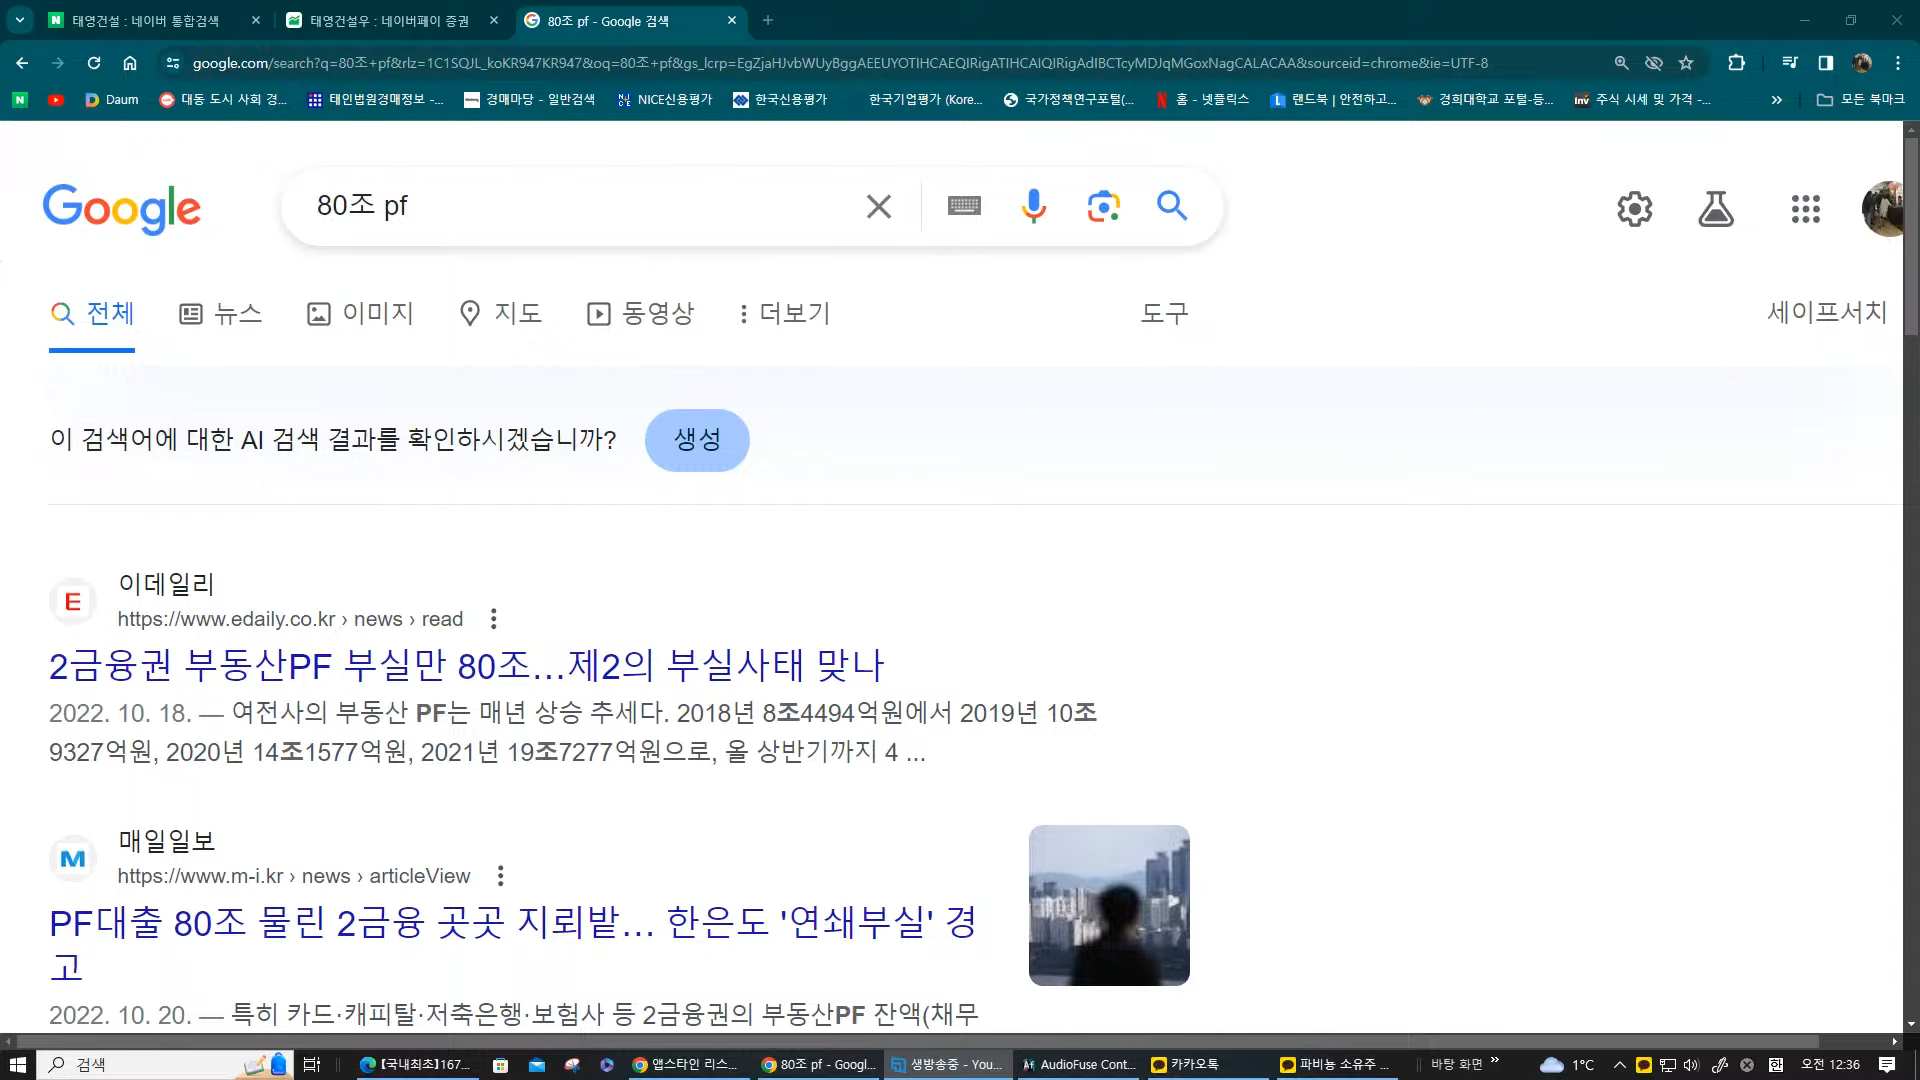 태영건설 : 네이버 통합검색
태영건설우 : 네이버페이 증권
80조 pf - Google 검색
google.com/search?q=80조+pf&rlz=1C1SQJL_koKR947KR947&oq=80조+pf&gs_lcrp=EgZjaHJvbWUyBggAEEUYOTIHCAEQIRigATIHCAIQIRigAdIBCTcyMDJqMGoxNagCALACAA&sourceid=chrome&ie=UTF-8
N
Daum
대동 도시 사회 경...
태인법원경매정보 -...
경매마당 - 일반검색
NICE신용평가
한국신용평가
한국기업평가 (Kore...
국가정책연구포털(...
홈 - 넷플릭스
랜드북 | 안전하고...
경희대학교 포털-등...
Inv 주식 시세 및 가격 -...
모든 북마크
Google
80조 pf
전체
뉴스
이미지
지도
동영상
더보기
도구
세이프서치
이 검색어에 대한 AI 검색 결과를 확인하시겠습니까?
생성
E
이데일리
https://www.edaily.co.kr › news › read
2금융권 부동산PF 부실만 80조...제2의 부실사태 맞나
2022. 10. 18. — 여전사의 부동산 PF는 매년 상승 추세다. 2018년 8조4494억원에서 2019년 10조
9327억원, 2020년 14조1577억원, 2021년 19조7277억원으로, 올 상반기까지 4 ...
M
매일일보
https://www.m-i.kr › news › articleView
PF대출 80조 물린 2금융 곳곳 지뢰밭... 한은도 '연쇄부실' 경
고
2022. 10. 20. — 특히 카드·캐피탈·저축은행·보험사 등 2금융권의 부동산PF 잔액(채무
검색
【국내최초】167...
앱스타인 리스...
80조 pf - Googl...
생방송중 - You...
AudioFuse Cont...
카카오톡
파비뇽 소유주 ...
바탕 화면
1°C
한
오전 12:36